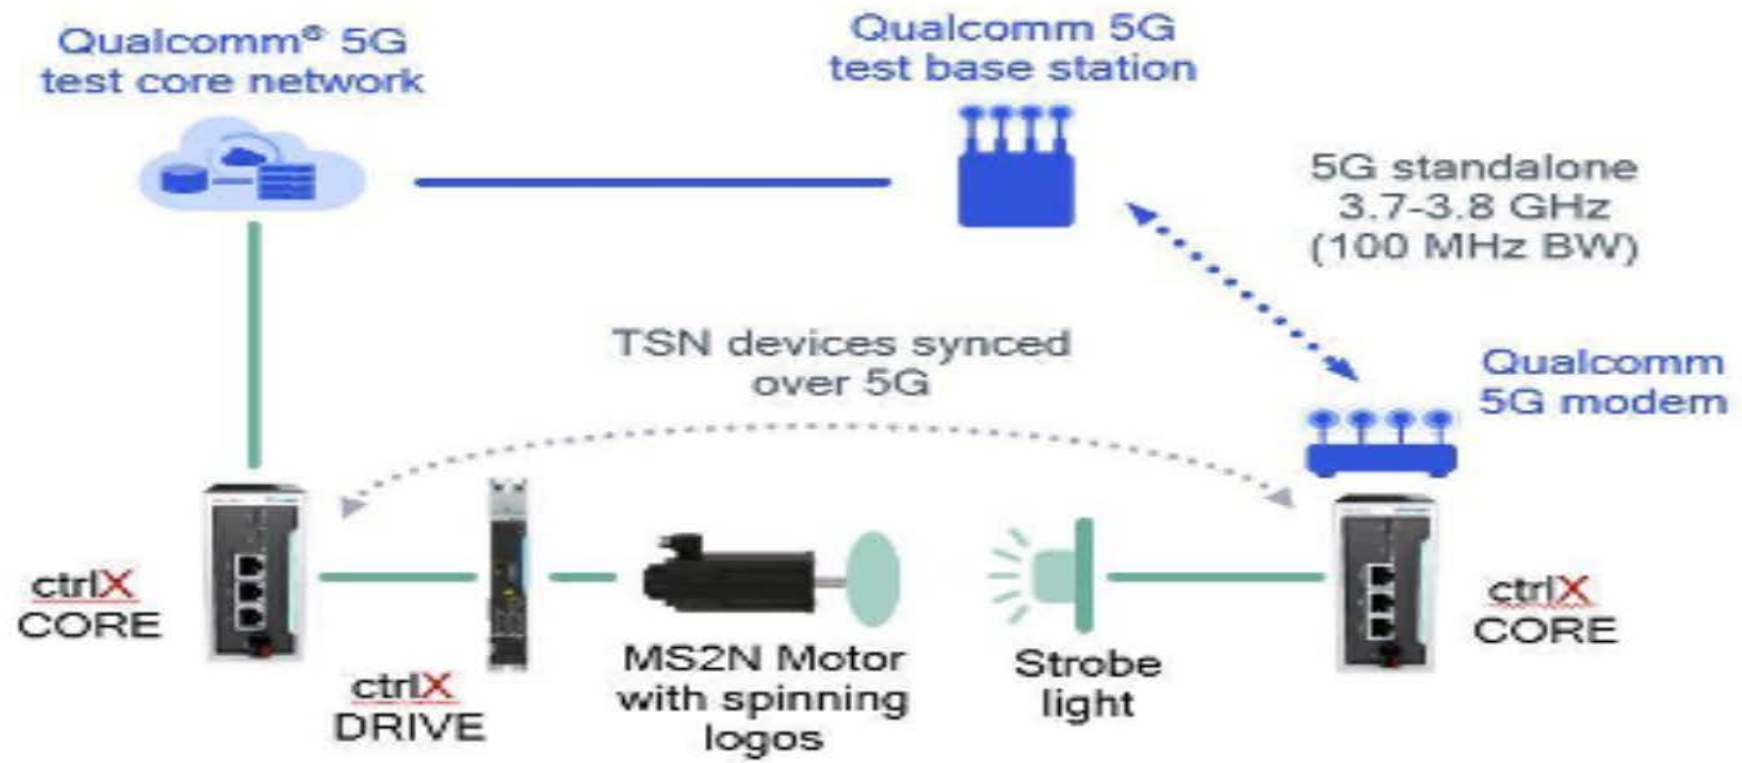 Qualcomm® 5G
test core network
Qualcomm 5G
test base station
5G standalone
3.7-3.8 GHz
(100 MHz BW)
TSN devices synced
over 5G
Qualcomm
5G modem
ctrlX
CORE
ctrlX
DRIVE
MS2N Motor
with spinning
logos
Strobe
light
ctrlX
CORE